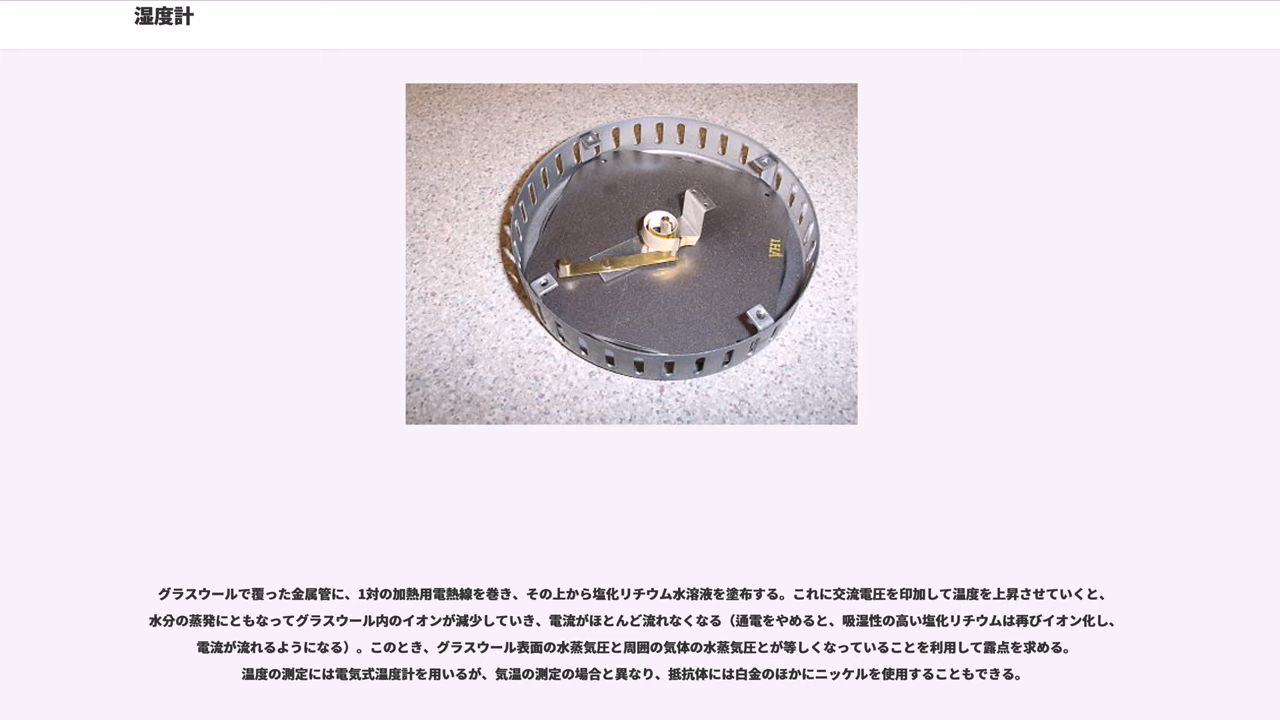 湿度計
グラスウールで覆った金属管に、1対の加熱用電熱線を巻き、その上から塩化リチウム水溶液を塗布する。これに交流電圧を印加して温度を上昇させていくと、
水分の蒸発にともなってグラスウール内のイオンが減少していき、電流がほとんど流れなくなる（通電をやめると、吸湿性の高い塩化リチウムは再びイオン化し、
電流が流れるようになる）。このとき、グラスウール表面の水蒸気圧と周囲の気体の水蒸気圧とが等しくなっていることを利用して露点を求める。
温度の測定には電気式温度計を用いるが、気温の測定の場合と異なり、抵抗体には白金のほかにニッケルを使用することもできる。